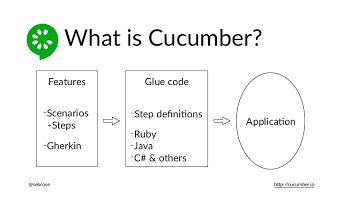 What is Cucumber?
Features
-Scenarios
-Steps
-Gherkin
Glue code
-Step definitions
-Ruby
-Java
-C# & others
Application
@sebrose
http://cucumber.io